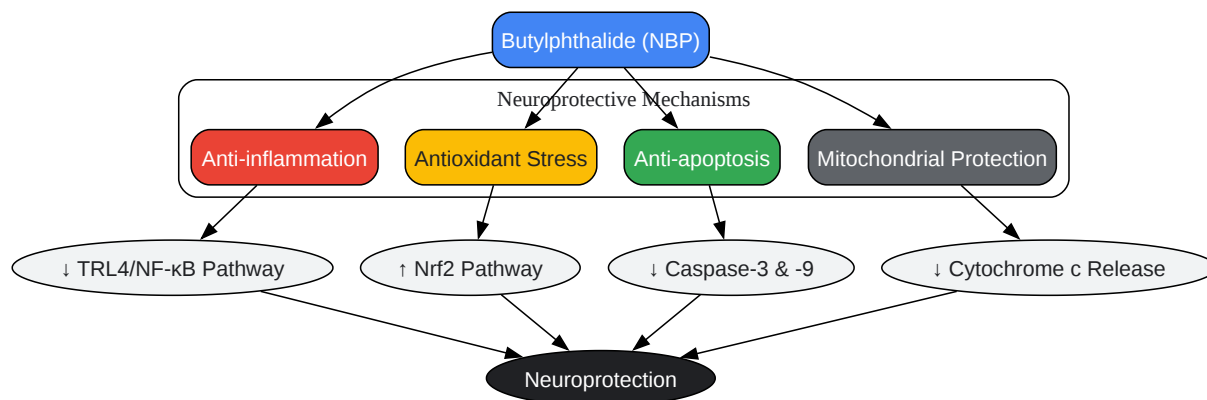 Butylphthalide (NBP)
Neuroprotective Mechanisms
Anti-inflammation
Antioxidant Stress
Anti-apoptosis
Mitochondrial Protection
↓ TRL4/NF-κB Pathway
↑ Nrf2 Pathway
↓ Caspase-3 & -9
↓ Cytochrome c Release
Neuroprotection